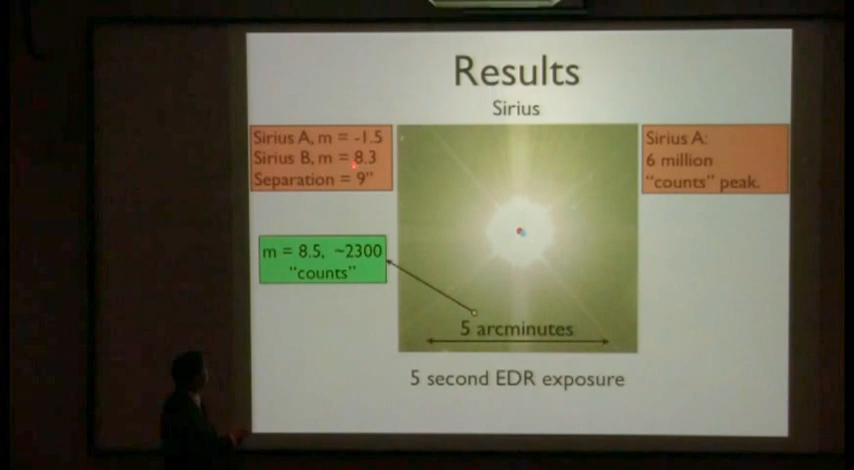 Results
Sirius
Sirius A, m = -1.5
Sirius B, m = 8.3
Separation = 9"
Sirius A:
6 million
"counts" peak.
m = 8.5, ~2300
"counts"
5 arcminutes
5 second EDR exposure